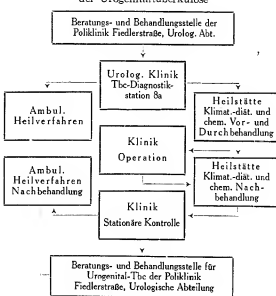 der Urogenitaltuberkulose
Beratungs- und Behandlungsstelle der
Poliklinik Fiedlerstraße, Urolog. Abt.
Urolog. Klinik
Tbc-Diagnostik-
station 8a
Ambul.
Heilverfahren
Heilstätte
Klimat.-diät. und
chem. Vor- und
Durchbehandlung
Klinik
Operation
Ambul.
Heilverfahren
Nachbehandlung
Heilstätte
Klimat.-diät. und
chem. Nach-
behandlung
Klinik
Stationäre Kontrolle
Beratungs- und Behandlungsstelle für
Urogenital-Tbc der Poliklinik
Fiedlerstraße, Urologische Abteilung